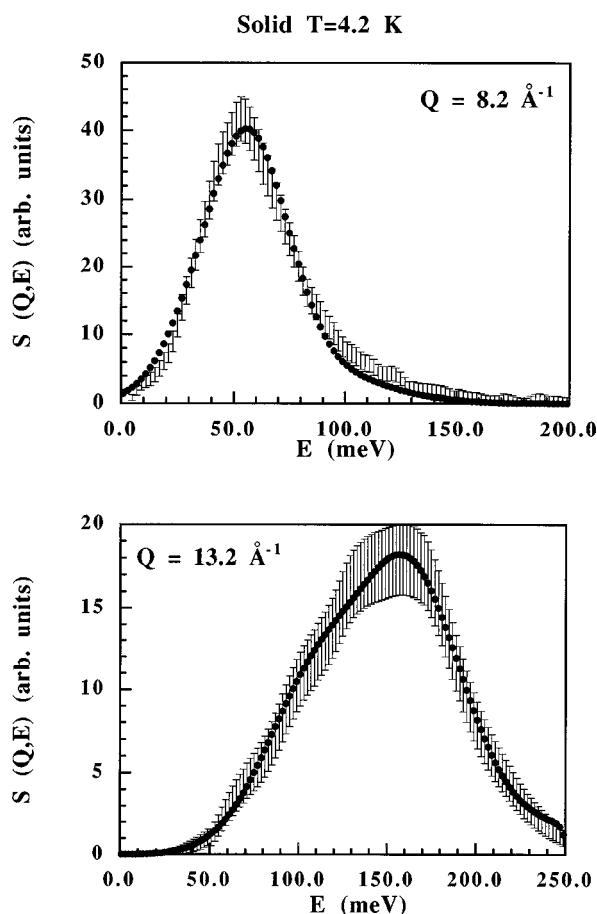 Solid T=4.2 K
Q = 8.2 Å⁻¹
S (Q,E) (arb. units)
50
40
30
20
10
0
0.0 50.0 100.0 150.0 200.0
E (meV)
Q = 13.2 Å⁻¹
S (Q,E) (arb. units)
20
15
10
5
0
0.0 50.0 100.0 150.0 200.0 250.0
E (meV)